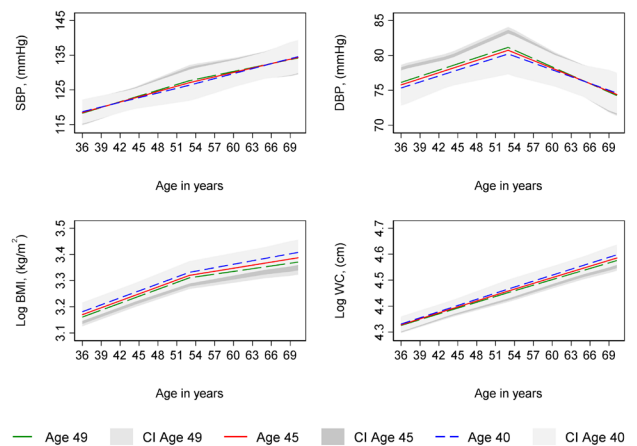 SBP, (mmHg)
145
135
125
115
36 39 42 45 48 51 54 57 60 63 66 69
Age in years
DBP, (mmHg)
85
80
75
70
36 39 42 45 48 51 54 57 60 63 66 69
Age in years
Log BMI, (kg/m²)
3.5
3.4
3.3
3.2
3.1
36 39 42 45 48 51 54 57 60 63 66 69
Age in years
Log WC, (cm)
4.7
4.6
4.5
4.4
4.3
36 39 42 45 48 51 54 57 60 63 66 69
Age in years
Age 49 CI Age 49 Age 45 CI Age 45 Age 40 CI Age 40